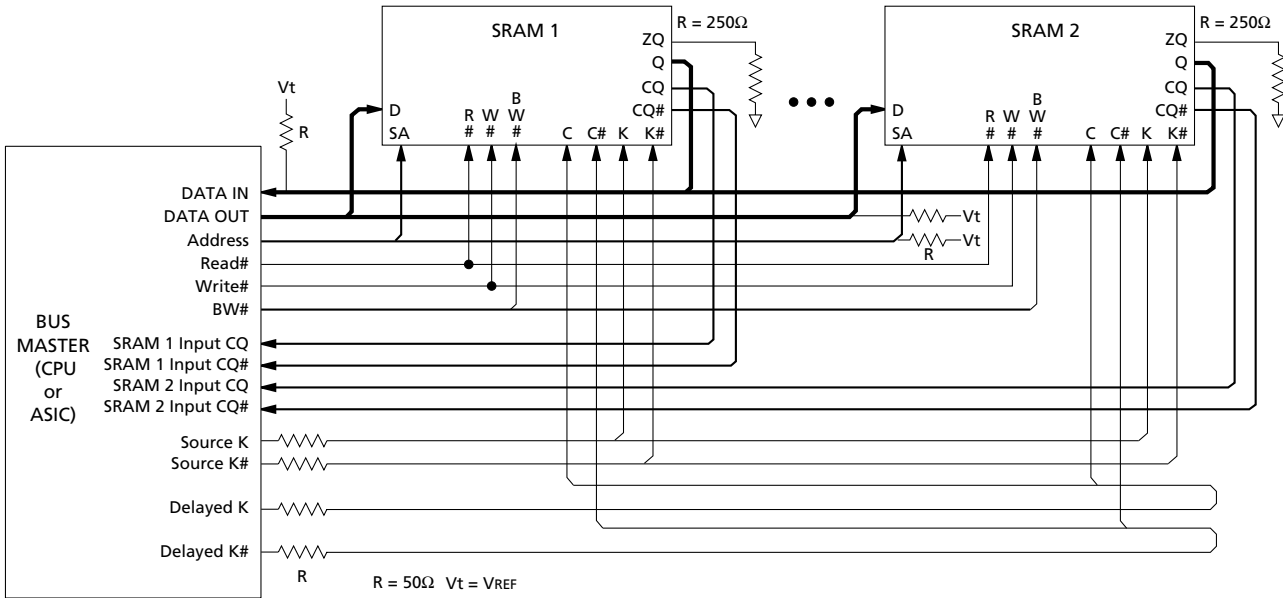 SRAM 1
ZQ
Q
CQ
CQ#
D
SA
R
#
W
#
B
W
#
C
C#
K
K#
R = 250Ω
SRAM 2
ZQ
Q
CQ
CQ#
D
SA
R
#
W
#
B
W
#
C
C#
K
K#
R = 250Ω
Vt
R
Vt
Vt
R
BUS
MASTER
(CPU
or
ASIC)
DATA IN
DATA OUT
Address
Read#
Write#
BW#
SRAM 1 Input CQ
SRAM 1 Input CQ#
SRAM 2 Input CQ
SRAM 2 Input CQ#
Source K
Source K#
Delayed K
Delayed K#
R
R = 50Ω Vt = VREF